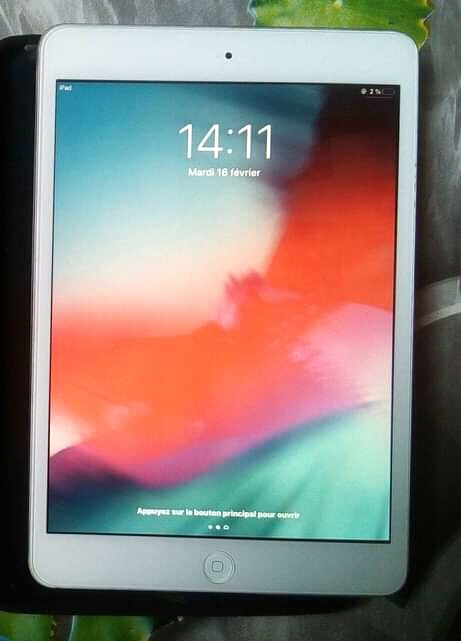 iPad
2 %
14:11
Mardi 16 février
Appuyez sur le bouton principal pour ouvrir